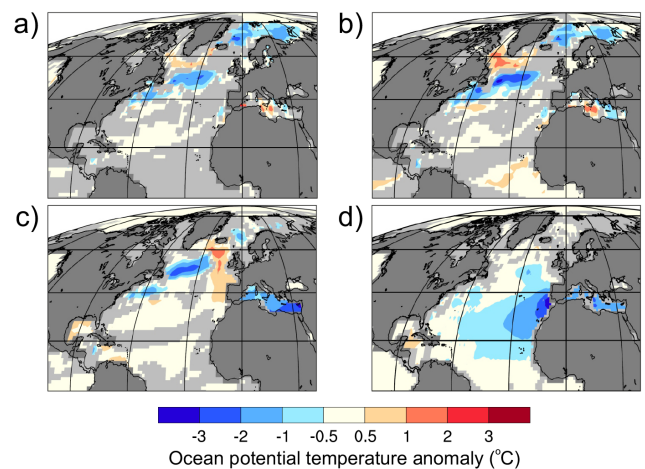 a) b)
c) d)
-3 -2 -1 -0.5 0.5 1 2 3
Ocean potential temperature anomaly (°C)